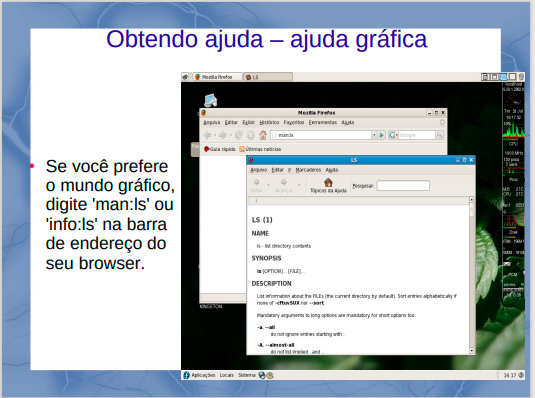 Obtendo ajuda – ajuda gráfica
Se você prefere
o mundo gráfico,
digite 'man:ls' ou
'info:ls' na barra
de endereço do
seu browser.
Mozilla Firefox
LS
Mozilla Firefox
Arquivo Editar Exibir Histórico Favoritos Ferramentas Ajuda
man:ls
Google
Guia rápido Últimas notícias
LS
Arquivo Editar Ir Marcadores Ajuda
Tópicos da Ajuda
Pesquisar:
LS (1)
NAME
ls - list directory contents
SYNOPSIS
ls [OPTION]... [FILE]...
DESCRIPTION
List information about the FILEs (the current directory by default). Sort entries alphabetically if
none of -cftuvSUX nor --sort.
Mandatory arguments to long options are mandatory for short options too.
-a, --all
do not ignore entries starting with .
-A, --almost-all
do not list implied . and ..
KINGSTON
CPU
Proc
Disk
Aplicações Locais Sistema
16:17